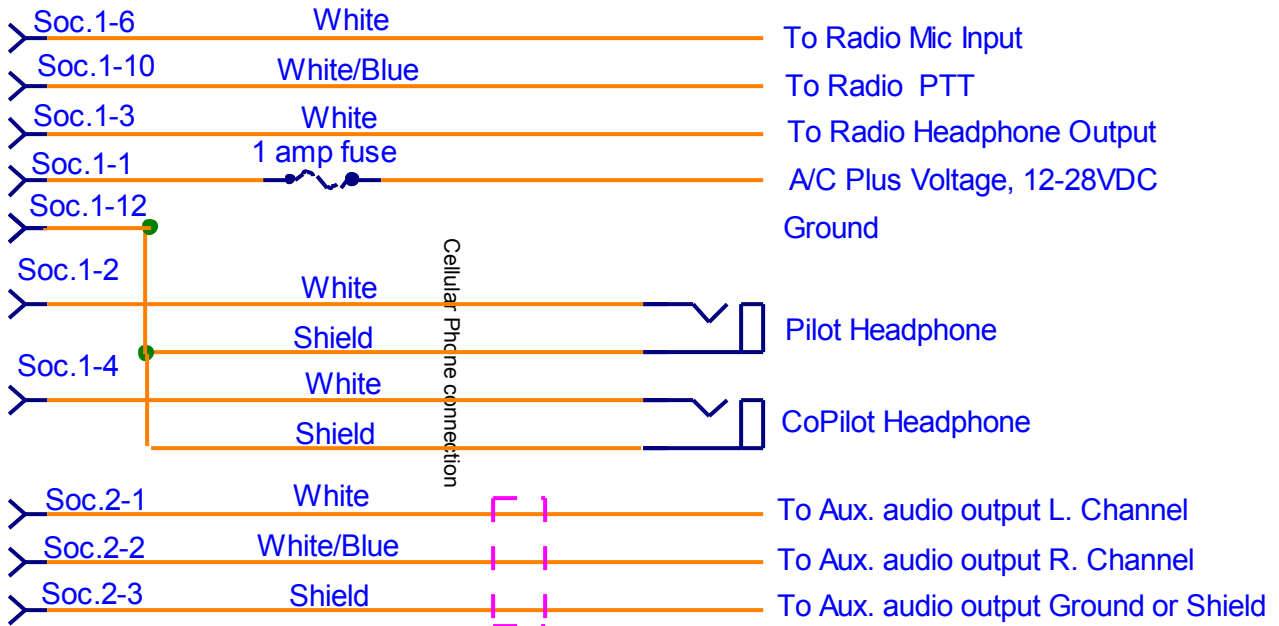 Soc.1-6 White To Radio Mic Input
Soc.1-10 White/Blue To Radio PTT
Soc.1-3 White To Radio Headphone Output
Soc.1-1 1 amp fuse A/C Plus Voltage, 12-28VDC
Soc.1-12 Ground
Cellular Phone connection
Soc.1-2 White
Shield Pilot Headphone
Soc.1-4 White
Shield CoPilot Headphone
Soc.2-1 White To Aux. audio output L. Channel
Soc.2-2 White/Blue To Aux. audio output R. Channel
Soc.2-3 Shield To Aux. audio output Ground or Shield